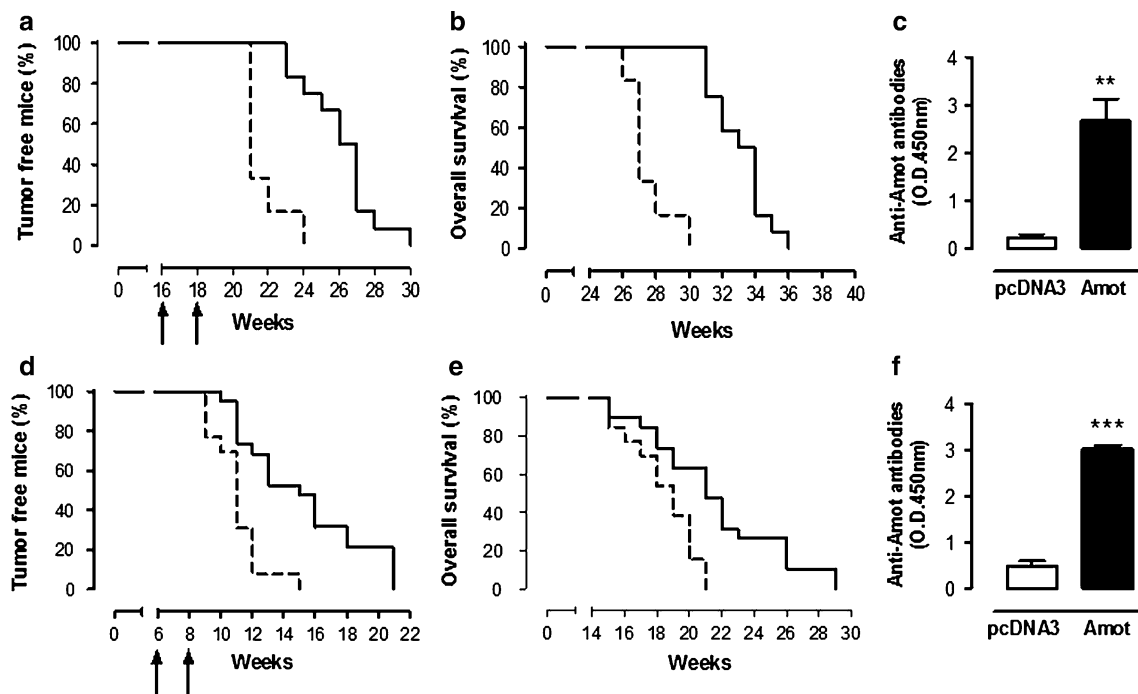 a
Tumor free mice (%)
100
80
60
40
20
0
0 16 18 20 22 24 26 28 30
Weeks
b
Overall survival (%)
100
80
60
40
20
0
0 24 26 28 30 32 34 36 40
Weeks
c
Anti-Amot antibodies
(O.D.450nm)
4
3
2
1
0
**
pcDNA3 Amot
d
Tumor free mice (%)
100
80
60
40
20
0
0 6 8 10 12 14 16 18 20 22
Weeks
e
Overall survival (%)
100
80
60
40
20
0
0 14 16 18 20 22 24 26 28 30
Weeks
f
Anti-Amot antibodies
(O.D.450nm)
4
3
2
1
0
***
pcDNA3 Amot